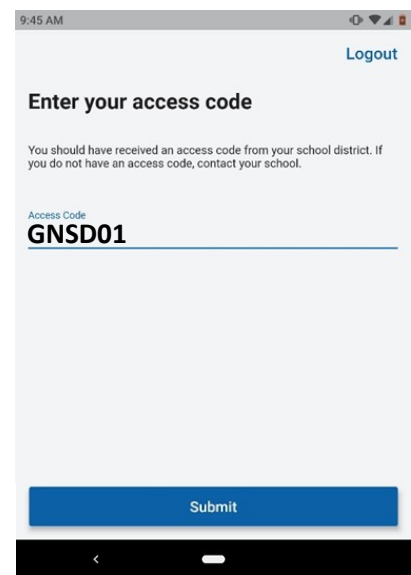 9:45 AM
Logout
Enter your access code
You should have received an access code from your school district. If
you do not have an access code, contact your school.
Access Code
GNSD01
Submit